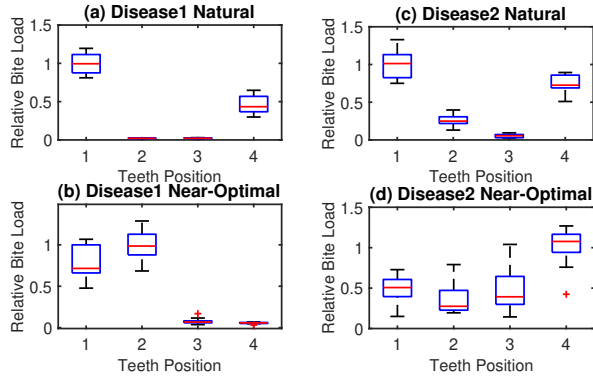 (a) Disease1 Natural
Relative Bite Load
1.5
1
0.5
0
1 2 3 4
Teeth Position
(c) Disease2 Natural
Relative Bite Load
1.5
1
0.5
0
1 2 3 4
Teeth Position
(b) Disease1 Near-Optimal
Relative Bite Load
1
0.5
0
1 2 3 4
Teeth Position
(d) Disease2 Near-Optimal
Relative Bite Load
1.5
1
0.5
0
1 2 3 4
Teeth Position